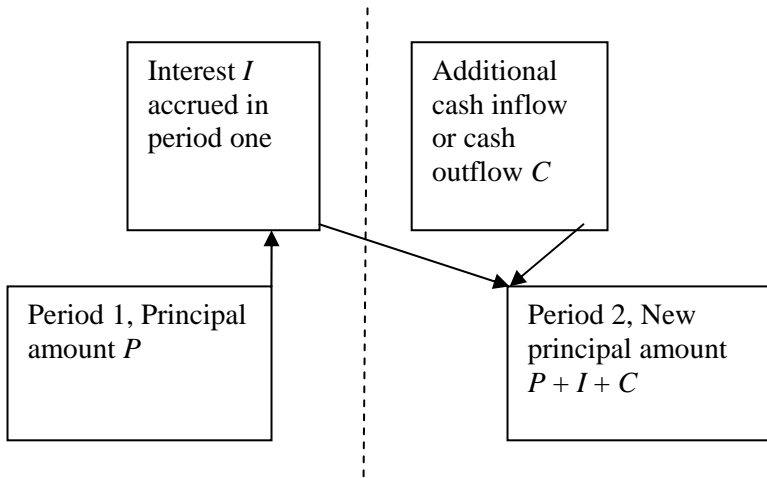 Interest I
accrued in
period one
Additional
cash inflow
or cash
outflow C
Period 1, Principal
amount P
Period 2, New
principal amount
P + I + C